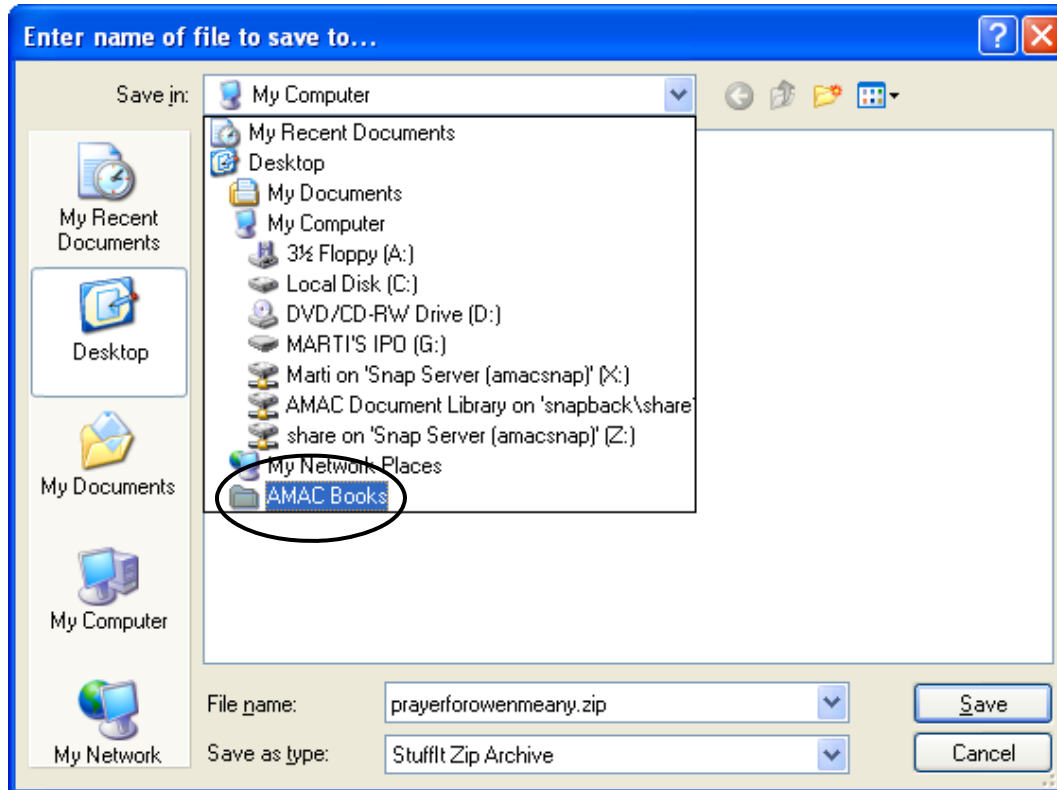 Enter name of file to save to...
Save in:
My Computer
My Recent Documents
Desktop
My Documents
My Computer
3½ Floppy (A:)
Local Disk (C:)
DVD/CD-RW Drive (D:)
MARTI'S IPO (G:)
Marti on 'Snap Server (amacsnap)' (X:)
AMAC Document Library on 'snapback\share'
share on 'Snap Server (amacsnap)' (Z:)
My Network Places
AMAC Books
My Recent
Documents
Desktop
My Documents
My Computer
My Network
File name:
prayerforowenmeany.zip
Save
Save as type:
StuffIt Zip Archive
Cancel